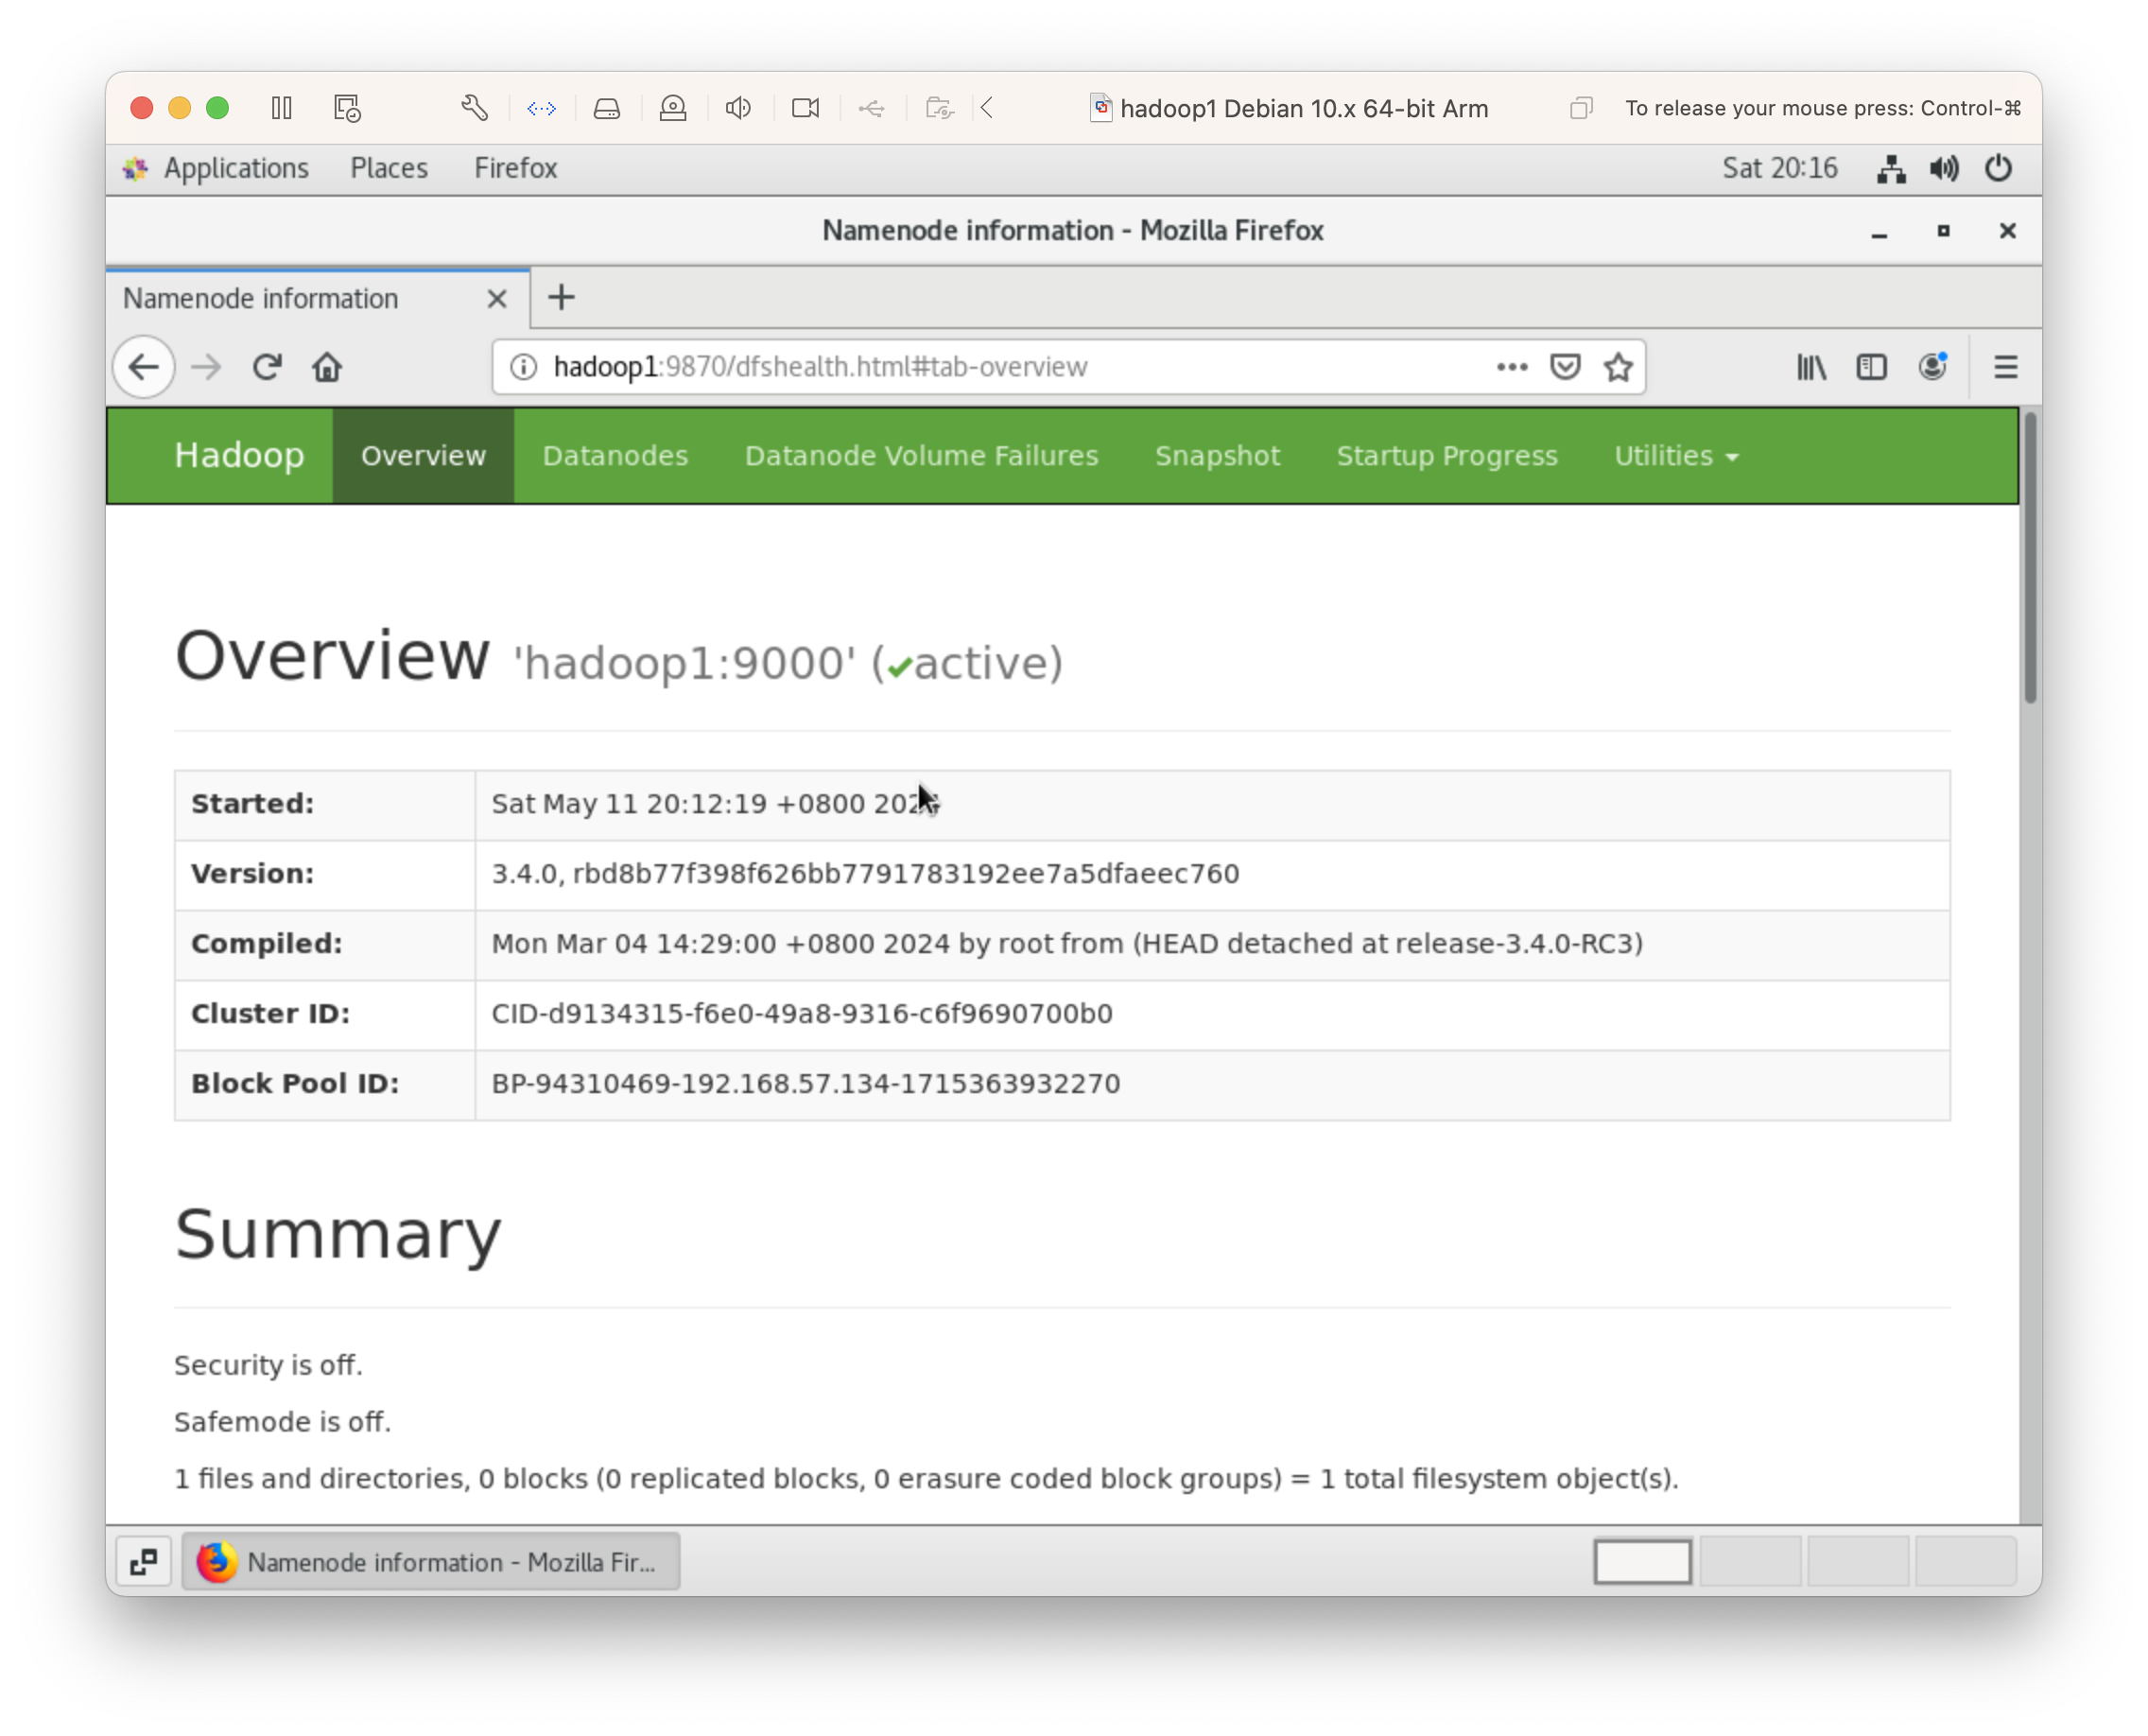 hadoop1 Debian 10.x 64-bit Arm
To release your mouse press: Control-⌘
Applications Places Firefox
Sat 20:16
Namenode information - Mozilla Firefox
Namenode information
hadoop1:9870/dfshealth.html#tab-overview
Hadoop Overview Datanodes Datanode Volume Failures Snapshot Startup Progress Utilities
Overview 'hadoop1:9000' (✔active)
Started: Sat May 11 20:12:19 +0800
Version: 3.4.0, rbd8b77f398f626bb7791783192ee7a5dfaeec760
Compiled: Mon Mar 04 14:29:00 +0800 2024 by root from (HEAD detached at release-3.4.0-RC3)
Cluster ID: CID-d9134315-f6e0-49a8-9316-c6f9690700b0
Block Pool ID: BP-94310469-192.168.57.134-1715363932270
Summary
Security is off.
Safemode is off.
1 files and directories, 0 blocks (0 replicated blocks, 0 erasure coded block groups) = 1 total filesystem object(s).
Namenode information - Mozilla Fir...